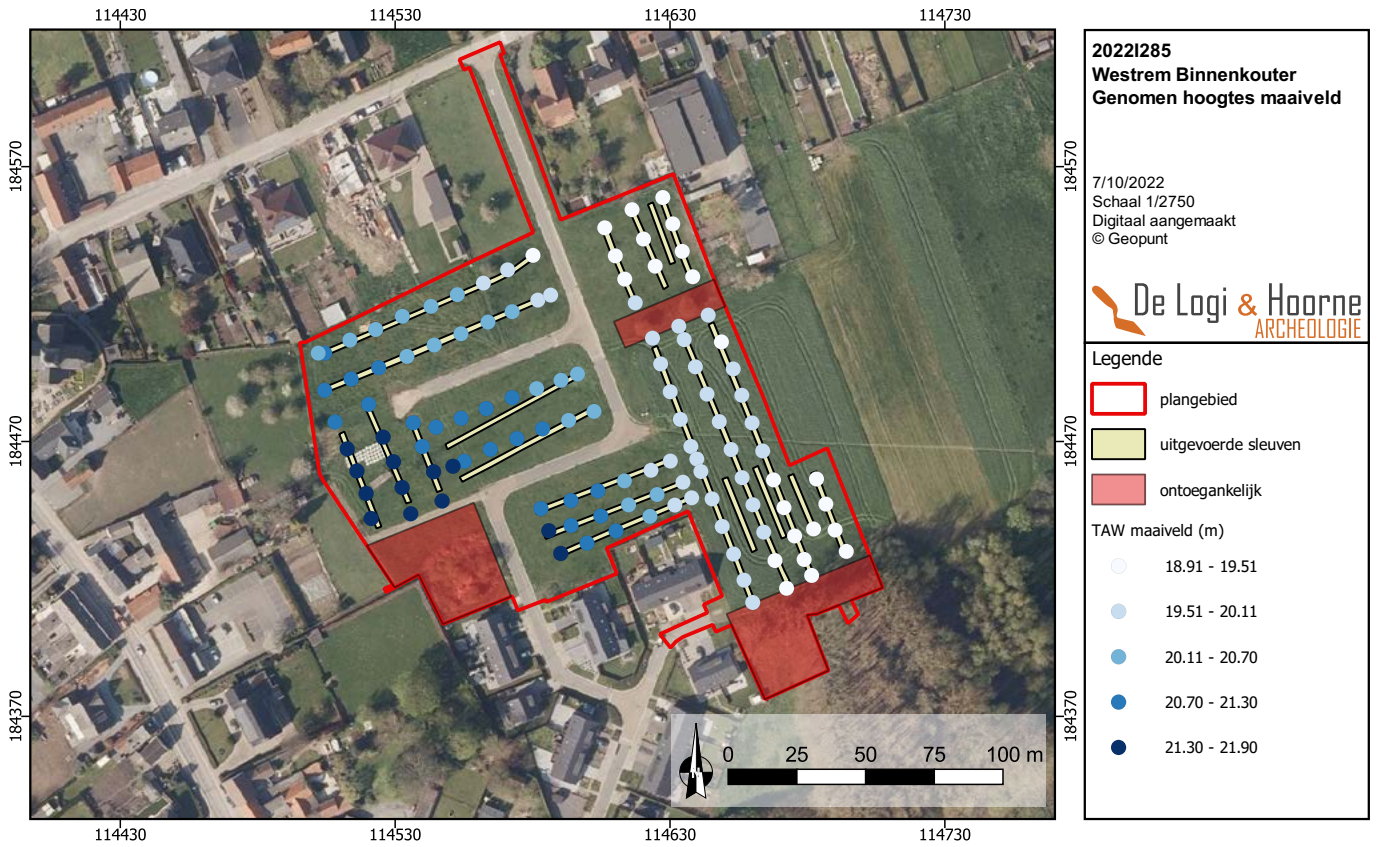 114430 114530 114630 114730
184570 184570
184470 184470
184370 184370
N
0 25 50 75 100 m
114430 114530 114630 114730
2022I285
Westrem Binnenkouter
Genomen hoogtes maaiveld
7/10/2022
Schaal 1/2750
Digitaal aangemaakt
© Geopunt
De Logi & Hoorne
ARCHEOLOGIE
Legende
plangebied
uitgevoerde sleuven
ontoegankelijk
TAW maaiveld (m)
18.91 - 19.51
19.51 - 20.11
20.11 - 20.70
20.70 - 21.30
21.30 - 21.90